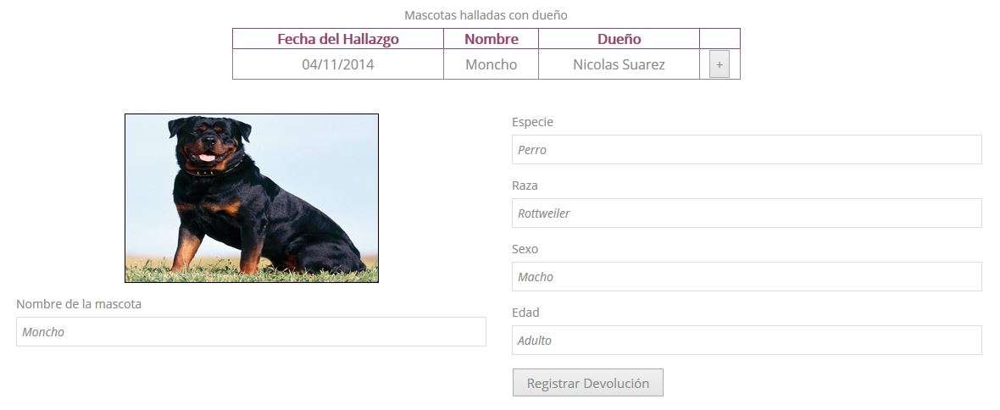 Mascotas halladas con dueño
Fecha del Hallazgo Nombre Dueño
04/11/2014 Moncho Nicolas Suarez +
Nombre de la mascota
Moncho
Especie
Perro
Raza
Rottweiler
Sexo
Macho
Edad
Adulto
Registrar Devolución